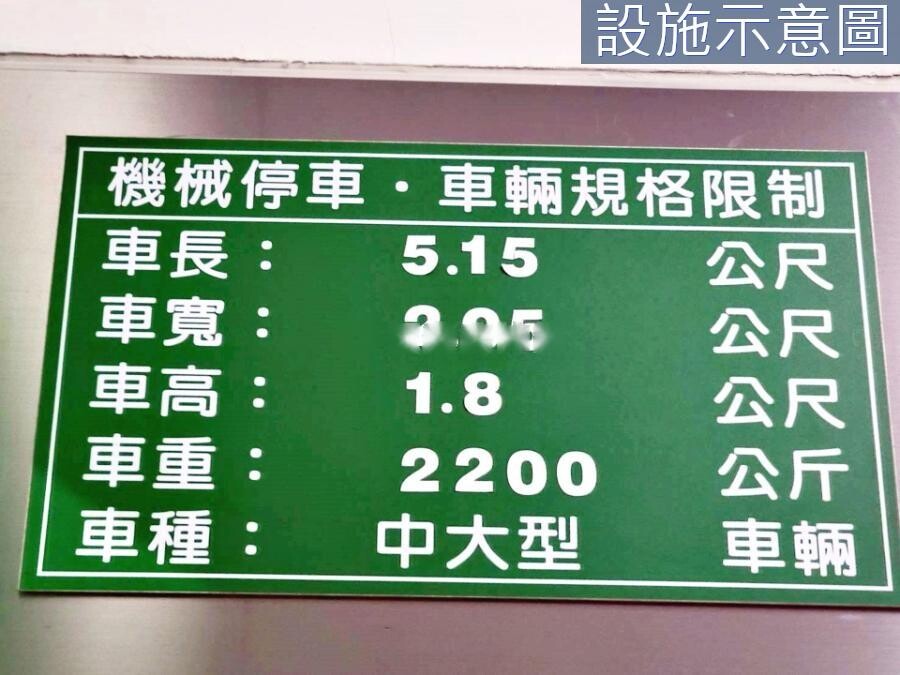 設施示意圖
機械停車·車輛規格限制
車長: 5.15 公尺
車寬: 公尺
車高: 1.8 公尺
車重: 2200 公斤
車種: 中大型 車輛